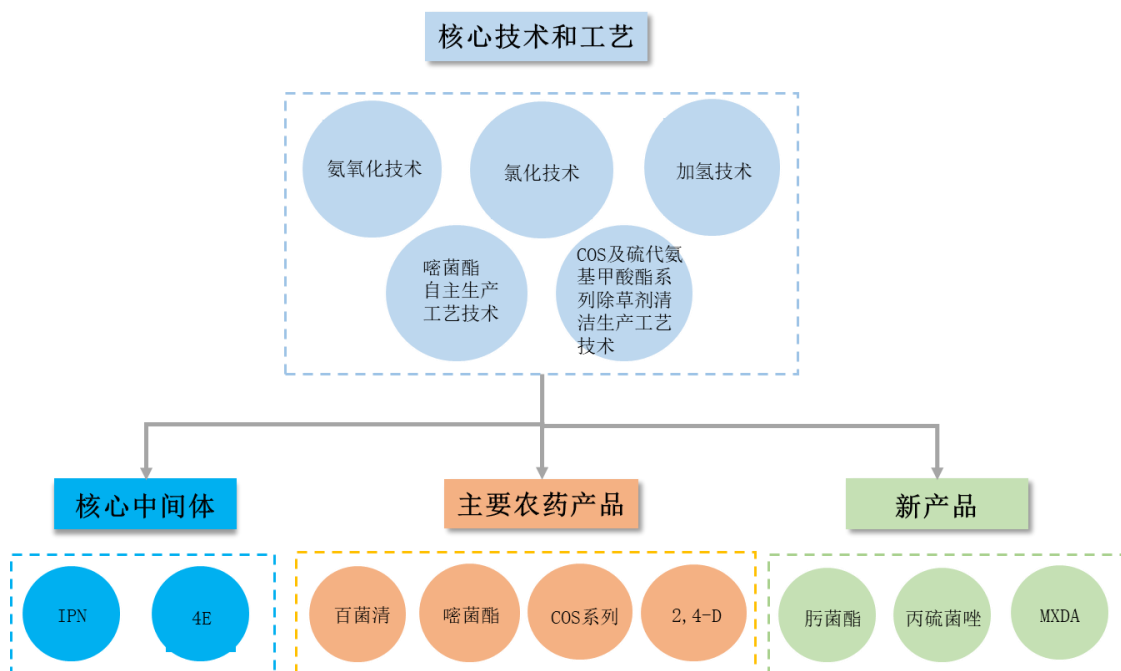 核心技术和工艺
氨氧化技术
氯化技术
加氢技术
嘧菌酯
自主生产
工艺技术
COS及硫代氨
基甲酸酯系
列除草剂清
洁生产工艺
技术
核心中间体
主要农药产品
新产品
IPN
4E
百菌清
嘧菌酯
COS系列
2,4-D
肟菌酯
丙硫菌唑
MXDA